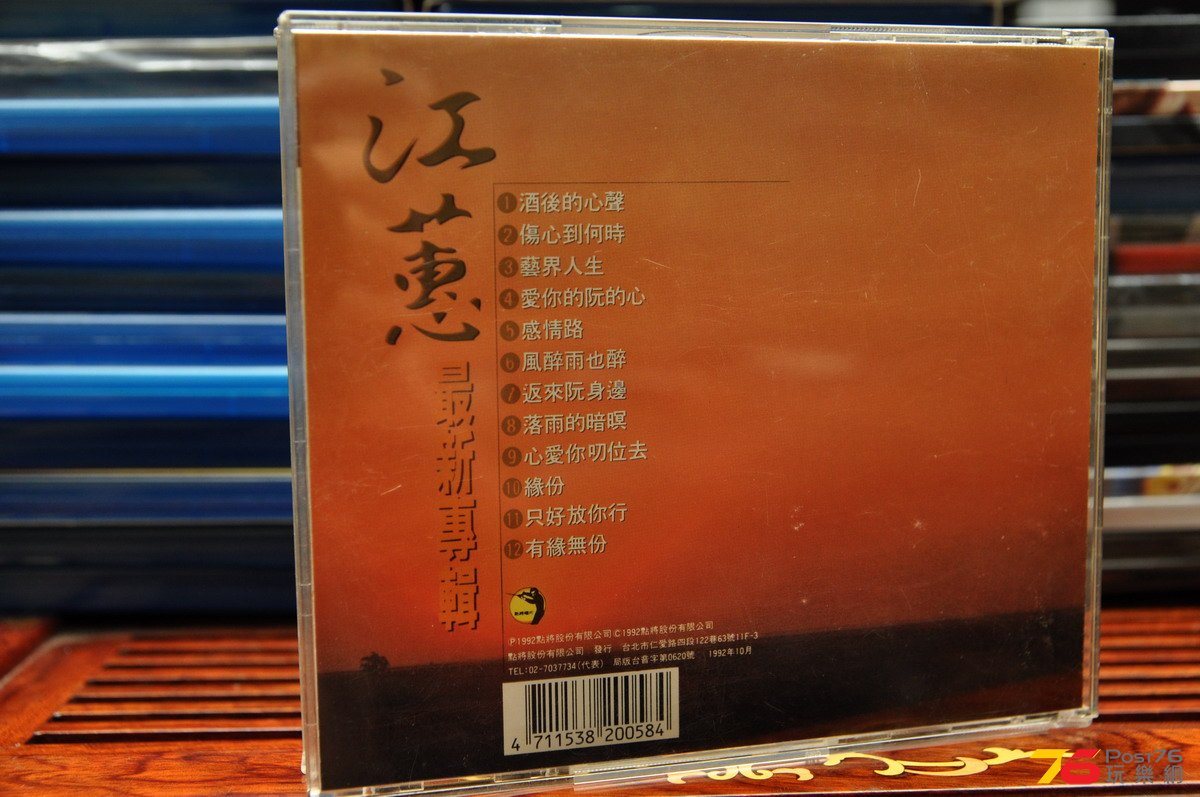 江蕙
最新專輯
1 酒後的心聲
2 傷心到何時
3 藝界人生
4 愛你的阮的心
5 感情路
6 風醉雨也醉
7 返來阮身邊
8 落雨的暗暝
9 心愛你叨位去
10 緣份
11 只好放你行
12 有緣無份
點將唱片
Ⓟ1992點將股份有限公司 Ⓒ1992點將股份有限公司
點將股份有限公司 發行 台北市仁愛路四段122巷63號11F-3
TEL:02-7037734(代表) 局版台音字第0620號 1992年10月
4 711538 200584
76 POST76
玩樂網